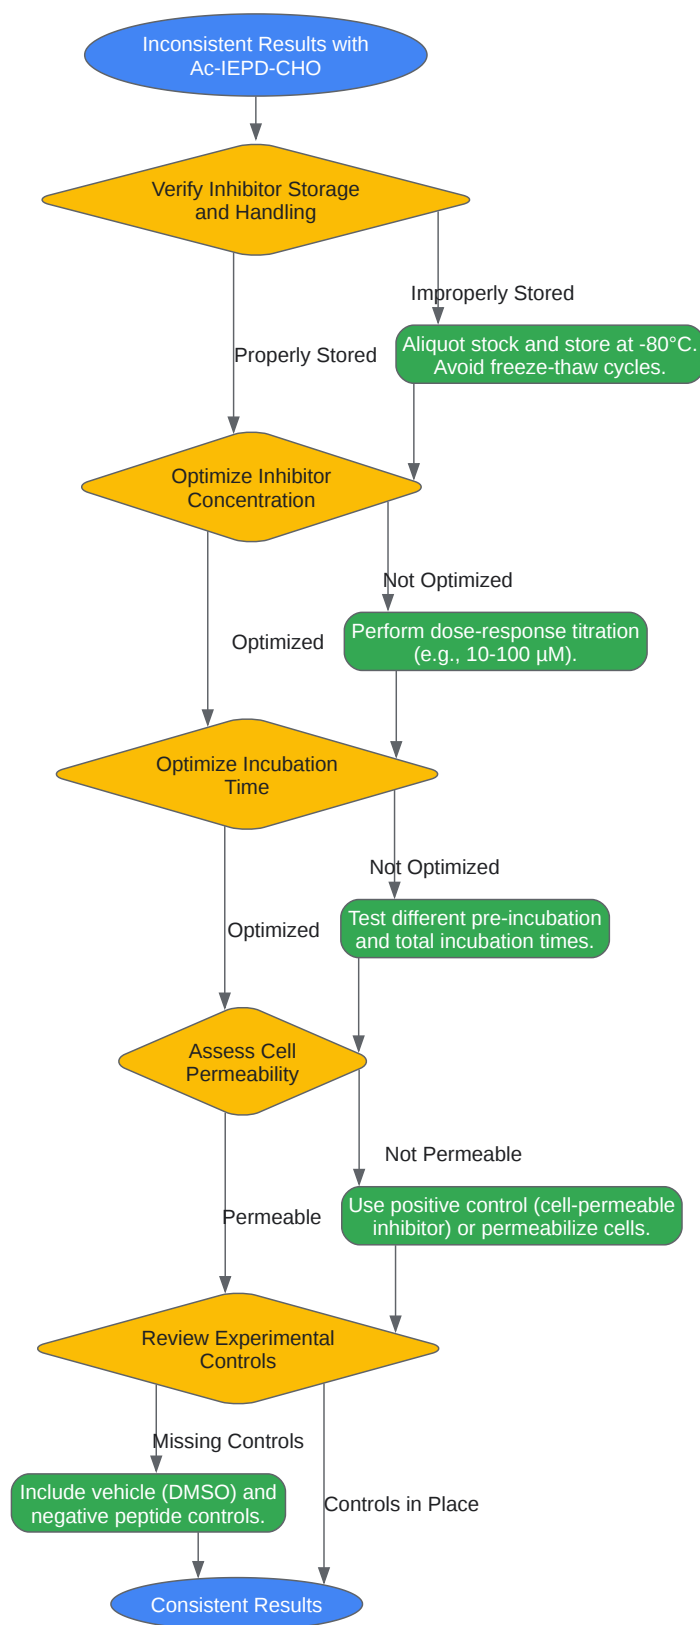 Inconsistent Results with
Ac-IEPD-CHO
Verify Inhibitor Storage
and Handling
Improperly Stored
Properly Stored
Aliquot stock and store at -80°C.
Avoid freeze-thaw cycles.
Optimize Inhibitor
Concentration
Not Optimized
Optimized
Perform dose-response titration
(e.g., 10-100 µM).
Optimize Incubation
Time
Not Optimized
Optimized
Test different pre-incubation
and total incubation times.
Assess Cell
Permeability
Not Permeable
Permeable
Use positive control (cell-permeable
inhibitor) or permeabilize cells.
Review Experimental
Controls
Missing Controls
Controls in Place
Include vehicle (DMSO) and
negative peptide controls.
Consistent Results